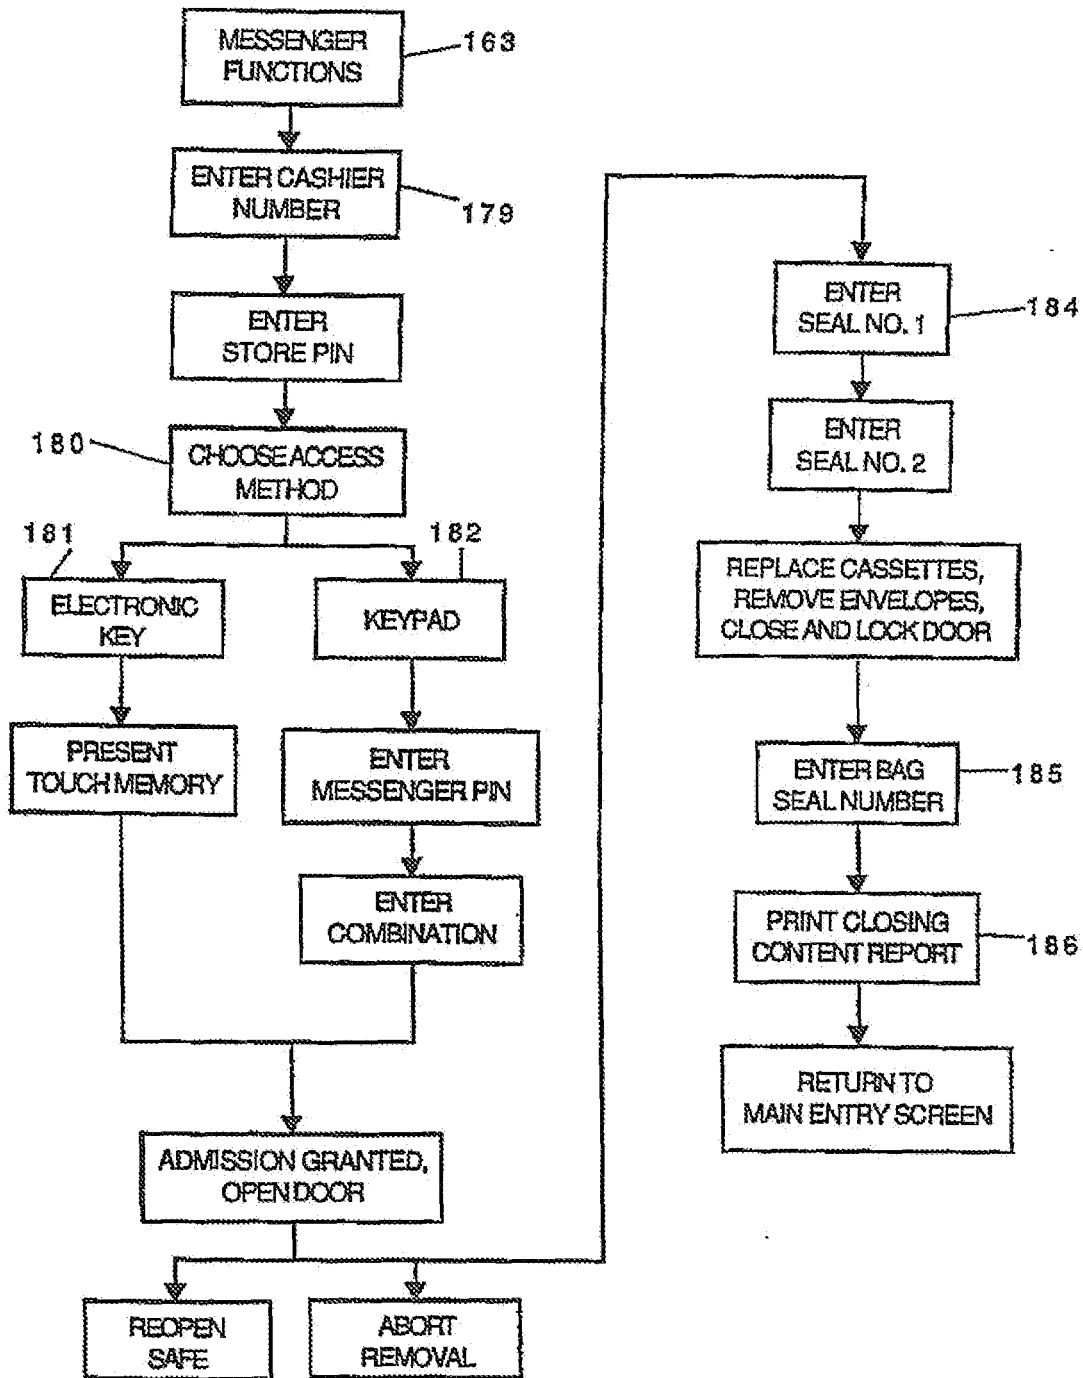 MESSENGER
FUNCTIONS
163
ENTER CASHIER
NUMBER
179
ENTER
STORE PIN
180
CHOOSE ACCESS
METHOD
181
ELECTRONIC
KEY
182
KEYPAD
PRESENT
TOUCH MEMORY
ENTER
MESSENGER PIN
ENTER
COMBINATION
ADMISSION GRANTED,
OPEN DOOR
REOPEN
SAFE
ABORT
REMOVAL
ENTER
SEAL NO. 1
184
ENTER
SEAL NO. 2
REPLACE CASSETTES,
REMOVE ENVELOPES,
CLOSE AND LOCK DOOR
ENTER BAG
SEAL NUMBER
185
PRINT CLOSING
CONTENT REPORT
186
RETURN TO
MAIN ENTRY SCREEN